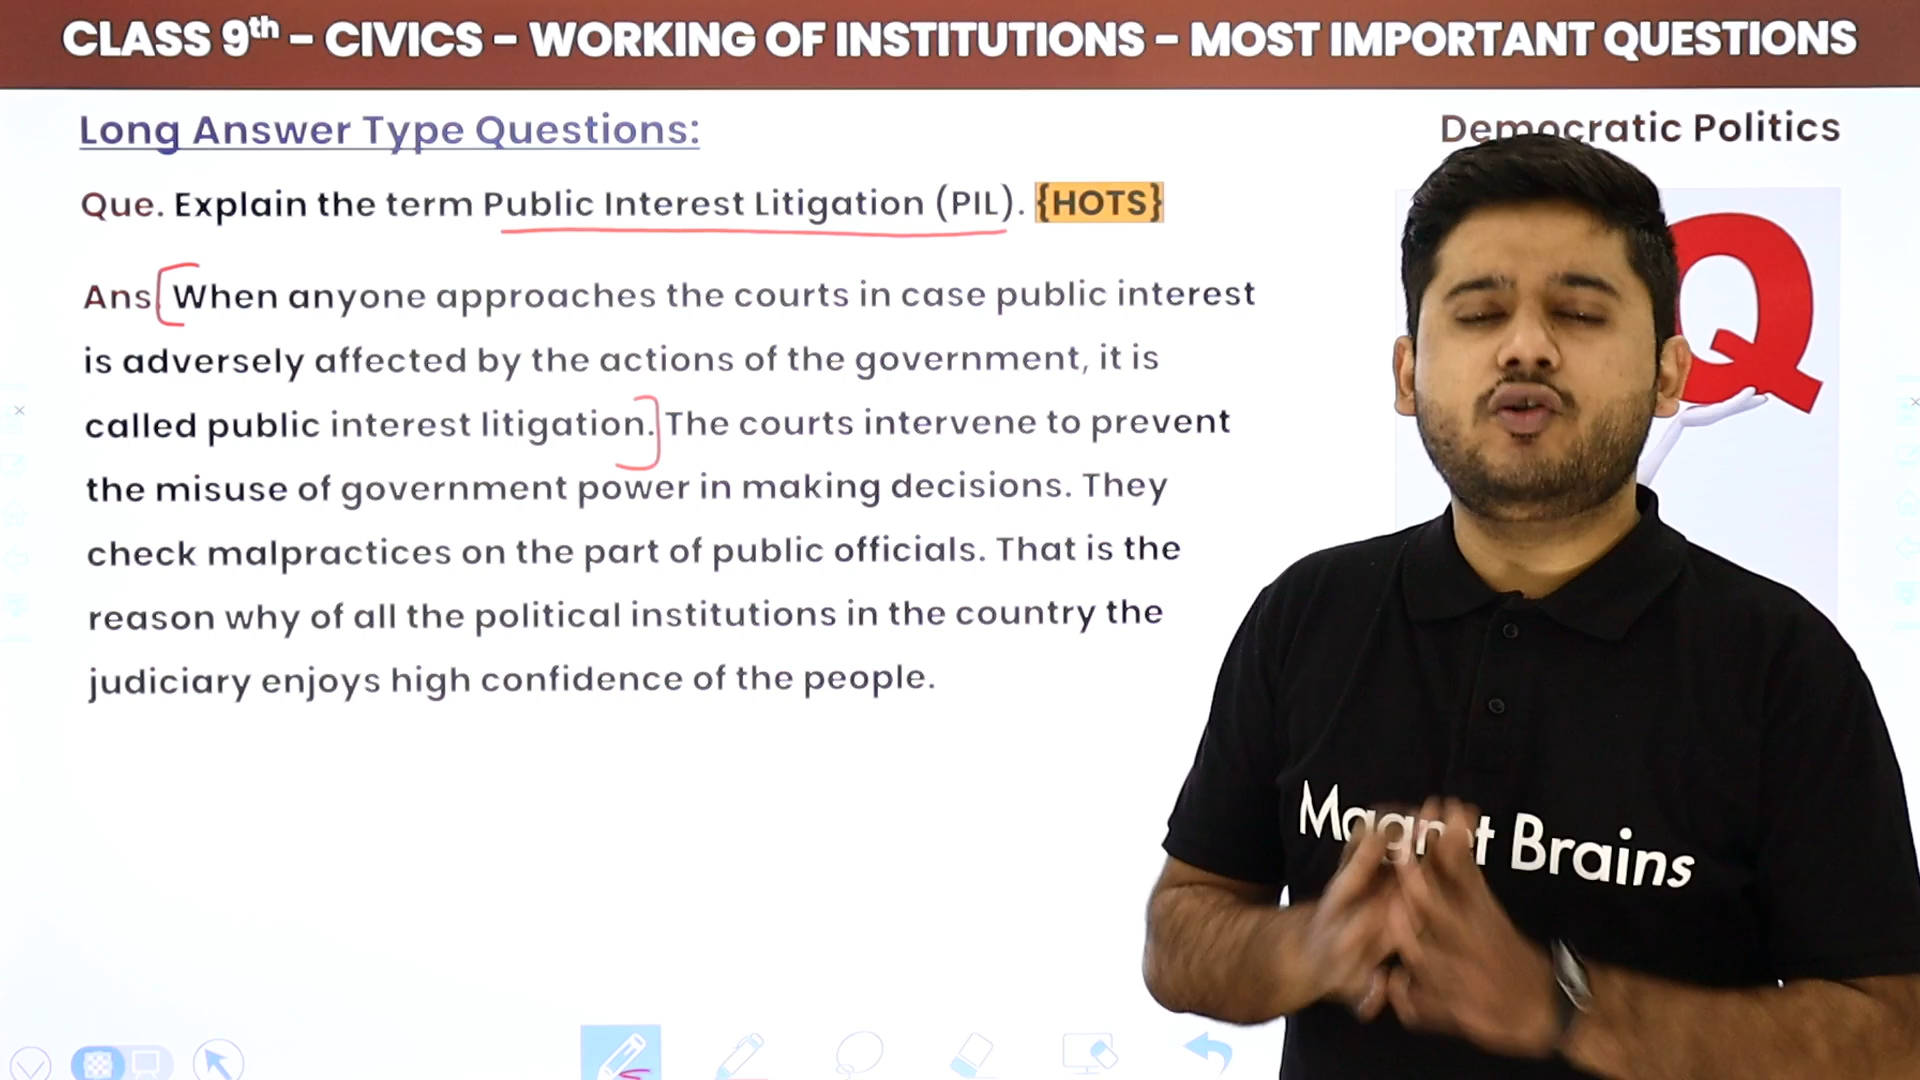 CLASS 9th - CIVICS - WORKING OF INSTITUTIONS - MOST IMPORTANT QUESTIONS
Long Answer Type Questions:
Democratic Politics
Que. Explain the term Public Interest Litigation (PIL). {HOTS}
Ans When anyone approaches the courts in case public interest
is adversely affected by the actions of the government, it is
called public interest litigation. The courts intervene to prevent
the misuse of government power in making decisions. They
check malpractices on the part of public officials. That is the
reason why of all the political institutions in the country the
judiciary enjoys high confidence of the people.
Q
Magnet Brains